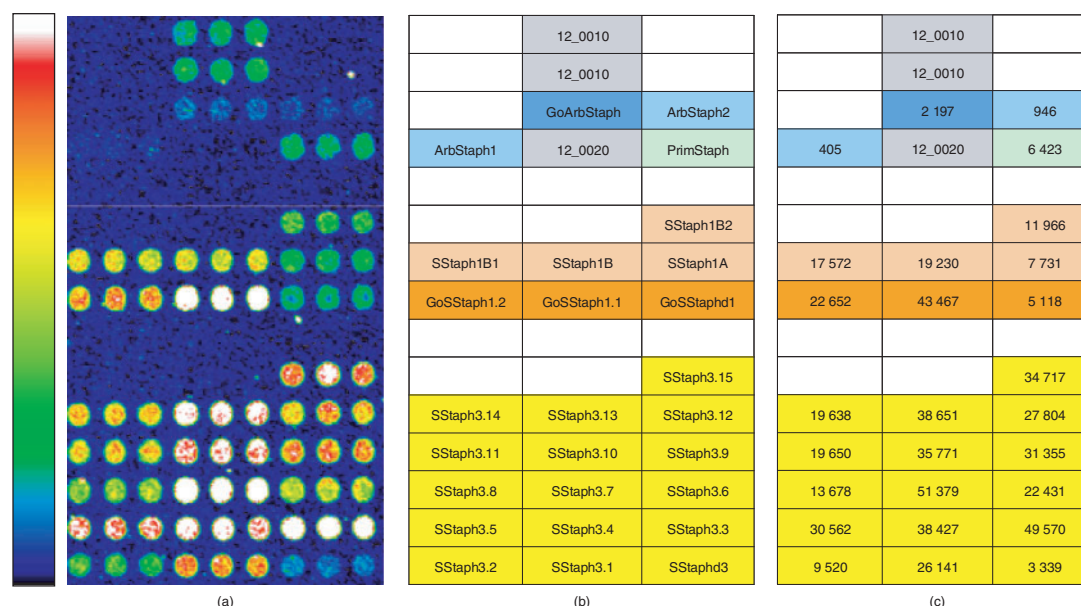 12_0010
12_0010
GoArbStaph ArbStaph2
ArbStaph1 12_0020 PrimStaph
SStaph1B2
SStaph1B1 SStaph1B SStaph1A
GoSStaph1.2 GoSStaph1.1 GoSStaphd1
SStaph3.15
SStaph3.14 SStaph3.13 SStaph3.12
SStaph3.11 SStaph3.10 SStaph3.9
SStaph3.8 SStaph3.7 SStaph3.6
SStaph3.5 SStaph3.4 SStaph3.3
SStaph3.2 SStaph3.1 SStaphd3
12_0010
12_0010
2 197 946
405 12_0020 6 423
11 966
17 572 19 230 7 731
22 652 43 467 5 118
34 717
19 638 38 651 27 804
19 650 35 771 31 355
13 678 51 379 22 431
30 562 38 427 49 570
9 520 26 141 3 339
(a) (b) (c)